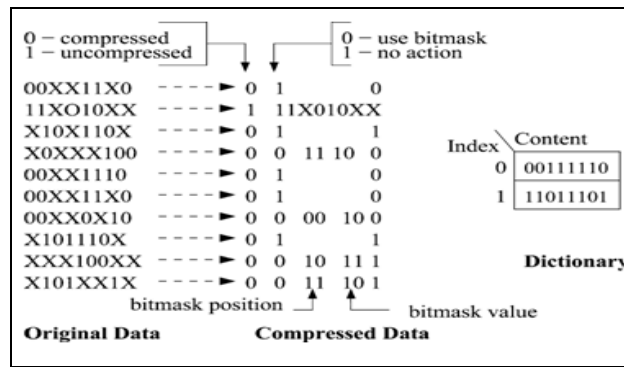 0 – compressed
1 – uncompressed
0 – use bitmask
1 – no action
00XX11X0 0 1 0
11XO10XX 1 11X010XX
X10X110X 0 1 1
X0XXX100 0 0 11 10 0
00XX1110 0 1 0
00XX11X0 0 1 0
00XX0X10 0 0 00 10 0
X101110X 0 1 1
XXX100XX 0 0 10 11 1
X101XX1X 0 0 11 10 1
Index Content
0 00111110
1 11011101
Dictionary
bitmask position bitmask value
Original Data Compressed Data